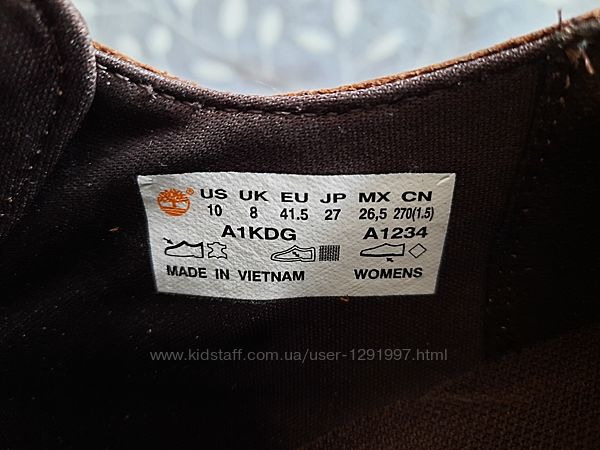 US UK EU JP MX CN
10 8 41.5 27 26,5 270(1.5)
A1KDG A1234
MADE IN VIETNAM WOMENS
www.kidstaff.com.ua/user-1291997.html